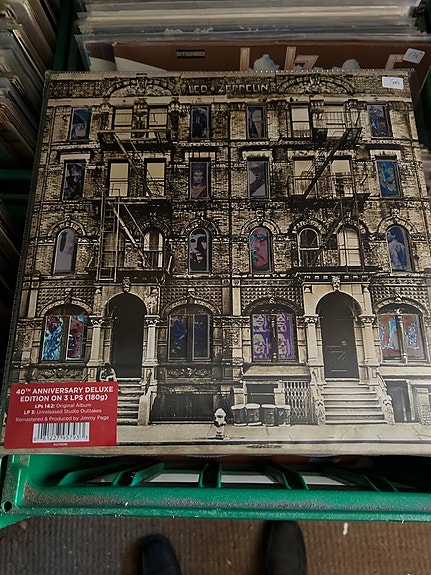 LED ZEPPELIN
40TH ANNIVERSARY DELUXE
EDITION ON 3 LPS (180g)
LPs 1&2: Original Album
LP 3: Unreleased Studio Outtakes
Remastered & Produced by Jimmy Page